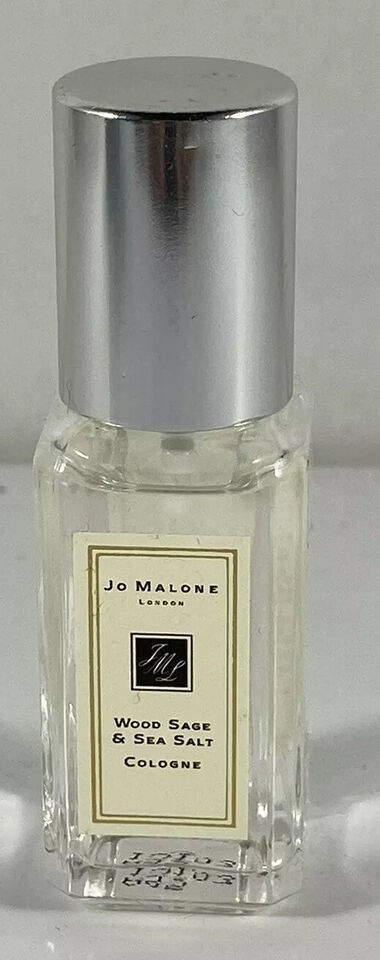 Jo Malone
London
JML
Wood Sage
& Sea Salt
Cologne